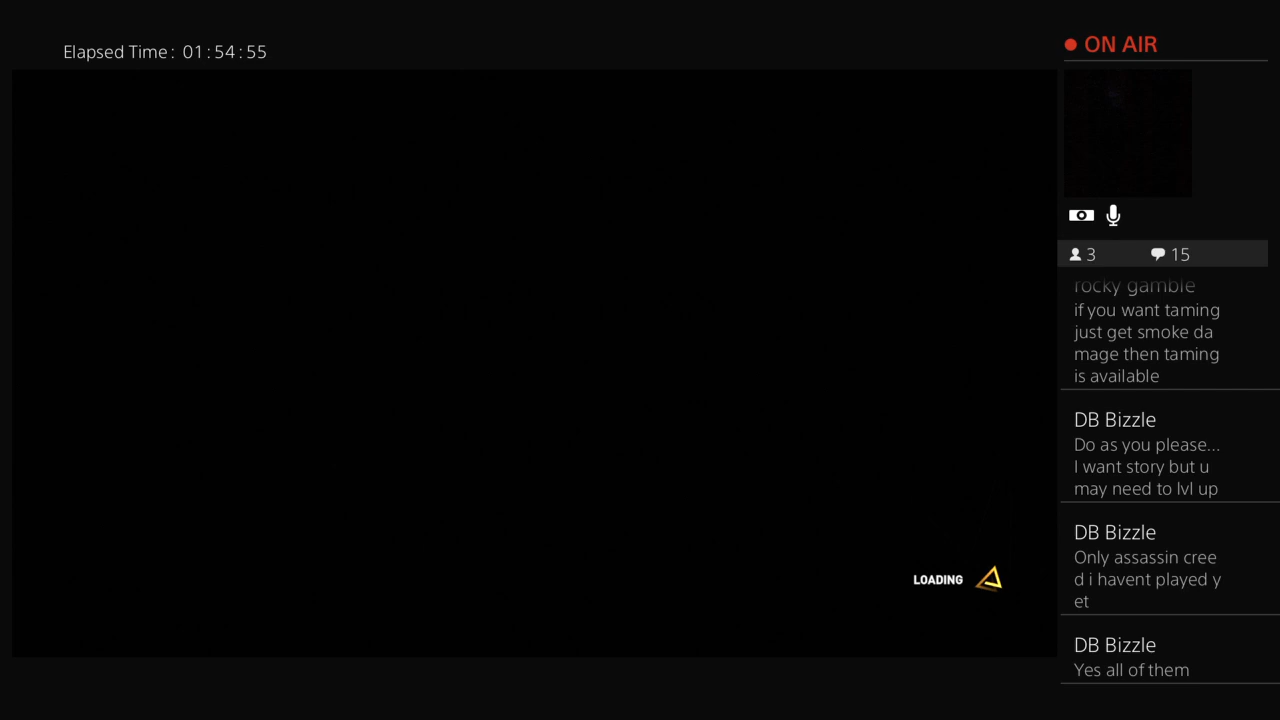 Elapsed Time: 01:54:55
ON AIR
3
15
rocky gamble
if you want taming
just get smoke da
mage then taming
is available
DB Bizzle
Do as you please...
I want story but u
may need to lvl up
DB Bizzle
Only assassin cree
d i havent played y
et
DB Bizzle
Yes all of them
LOADING